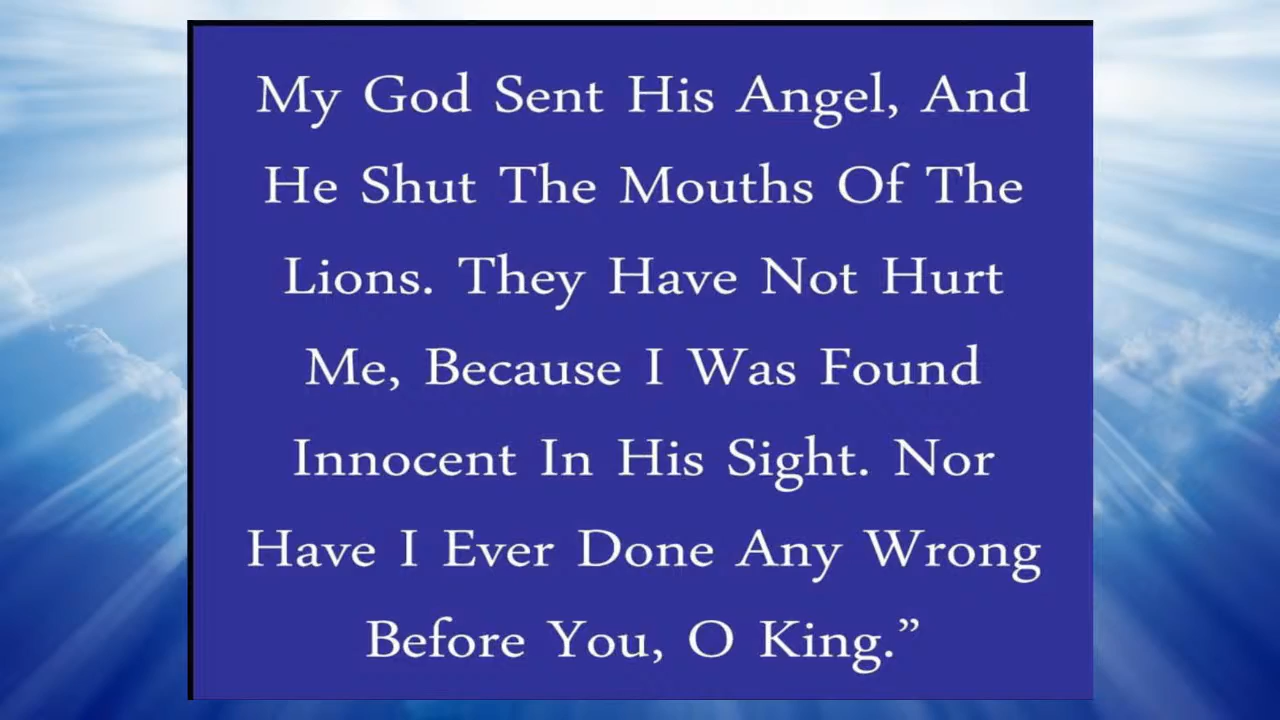 My God Sent His Angel, And
He Shut The Mouths Of The
Lions. They Have Not Hurt
Me, Because I Was Found
Innocent In His Sight. Nor
Have I Ever Done Any Wrong
Before You, O King.”